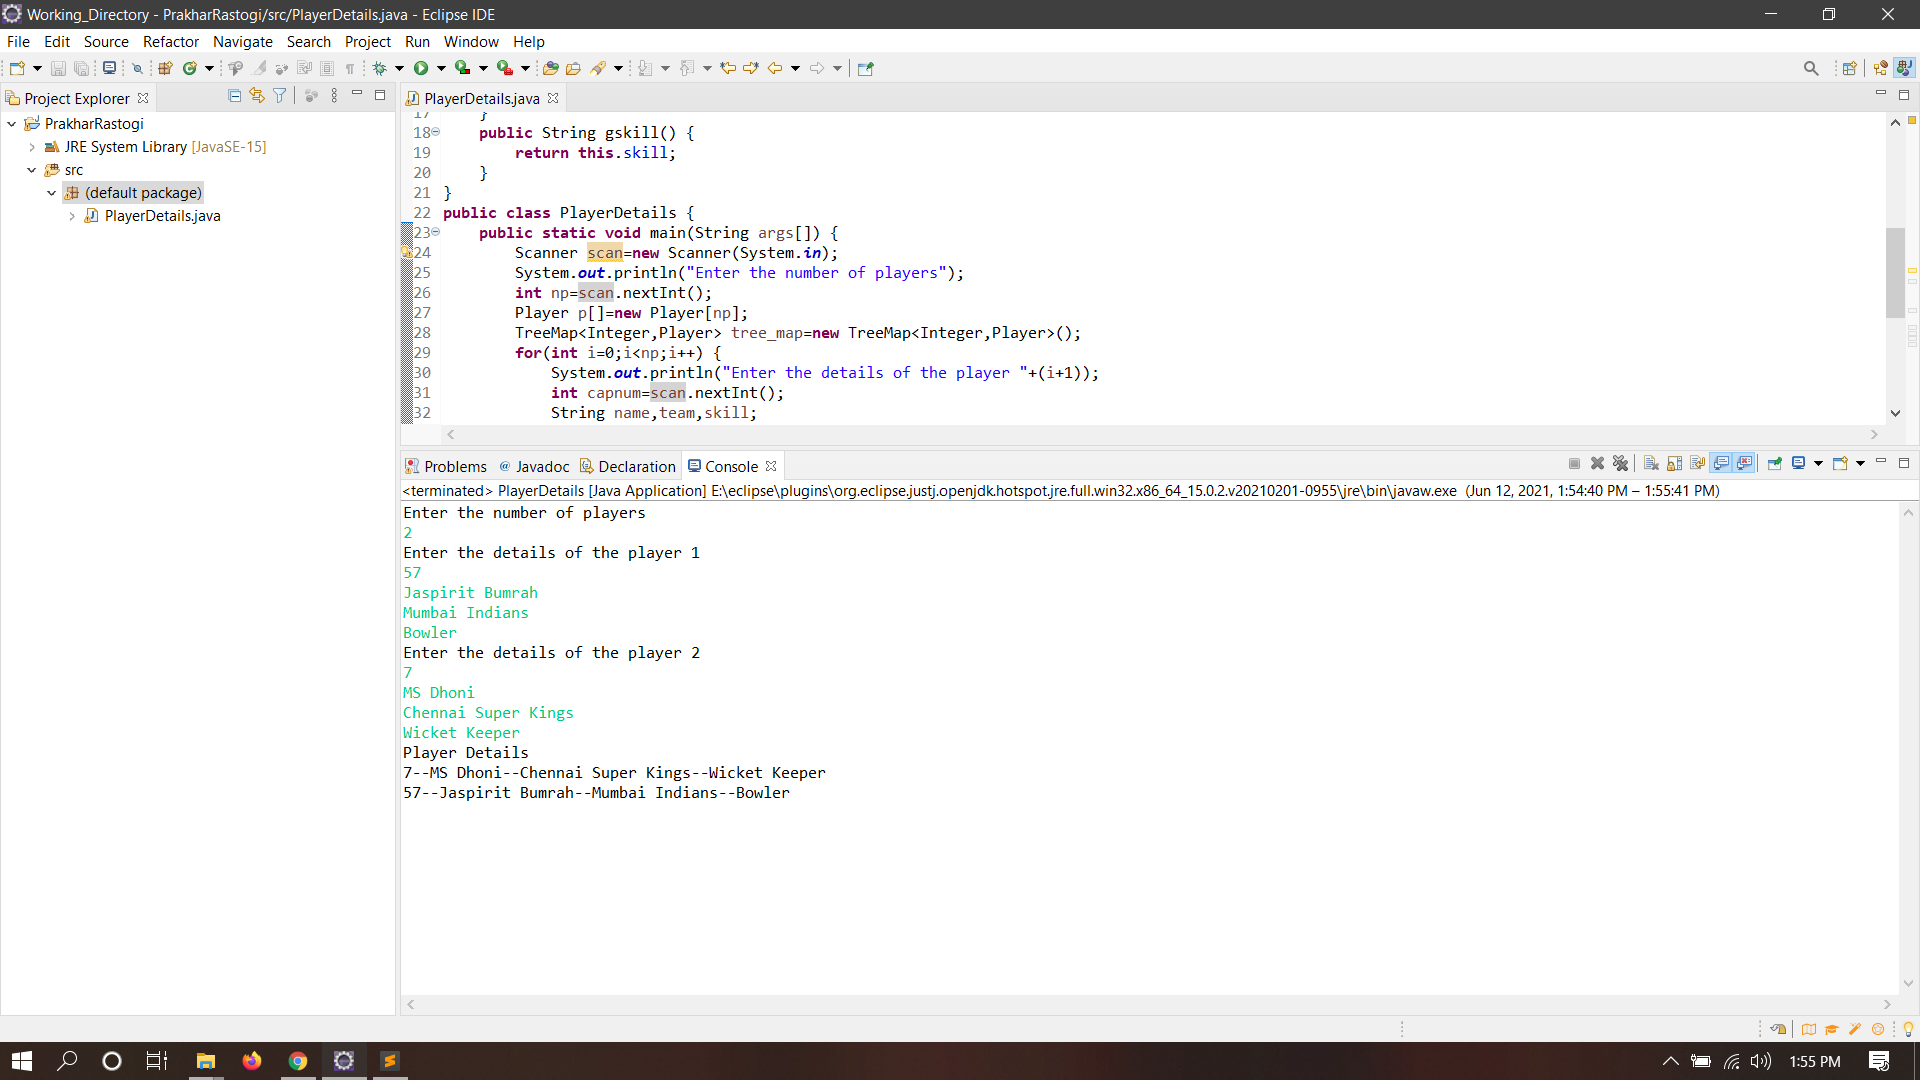 Working_Directory - PrakharRastogi/src/PlayerDetails.java - Eclipse IDE
File Edit Source Refactor Navigate Search Project Run Window Help
Project Explorer
PrakharRastogi
JRE System Library [JavaSE-15]
src
(default package)
PlayerDetails.java
PlayerDetails.java
17     }
18    public String gskill() {
19        return this.skill;
20    }
21 }
22 public class PlayerDetails {
23    public static void main(String args[]) {
24        Scanner scan=new Scanner(System.in);
25        System.out.println("Enter the number of players");
26        int np=scan.nextInt();
27        Player p[]=new Player[np];
28        TreeMap<Integer,Player> tree_map=new TreeMap<Integer,Player>();
29        for(int i=0;i<np;i++) {
30            System.out.println("Enter the details of the player "+(i+1));
31            int capnum=scan.nextInt();
32            String name,team,skill;
Problems @ Javadoc Declaration Console
<terminated> PlayerDetails [Java Application] E:\eclipse\plugins\org.eclipse.justj.openjdk.hotspot.jre.full.win32.x86_64_15.0.2.v20210201-0955\jre\bin\javaw.exe (Jun 12, 2021, 1:54:40 PM – 1:55:41 PM)
Enter the number of players
2
Enter the details of the player 1
57
Jaspirit Bumrah
Mumbai Indians
Bowler
Enter the details of the player 2
7
MS Dhoni
Chennai Super Kings
Wicket Keeper
Player Details
7--MS Dhoni--Chennai Super Kings--Wicket Keeper
57--Jaspirit Bumrah--Mumbai Indians--Bowler
1:55 PM